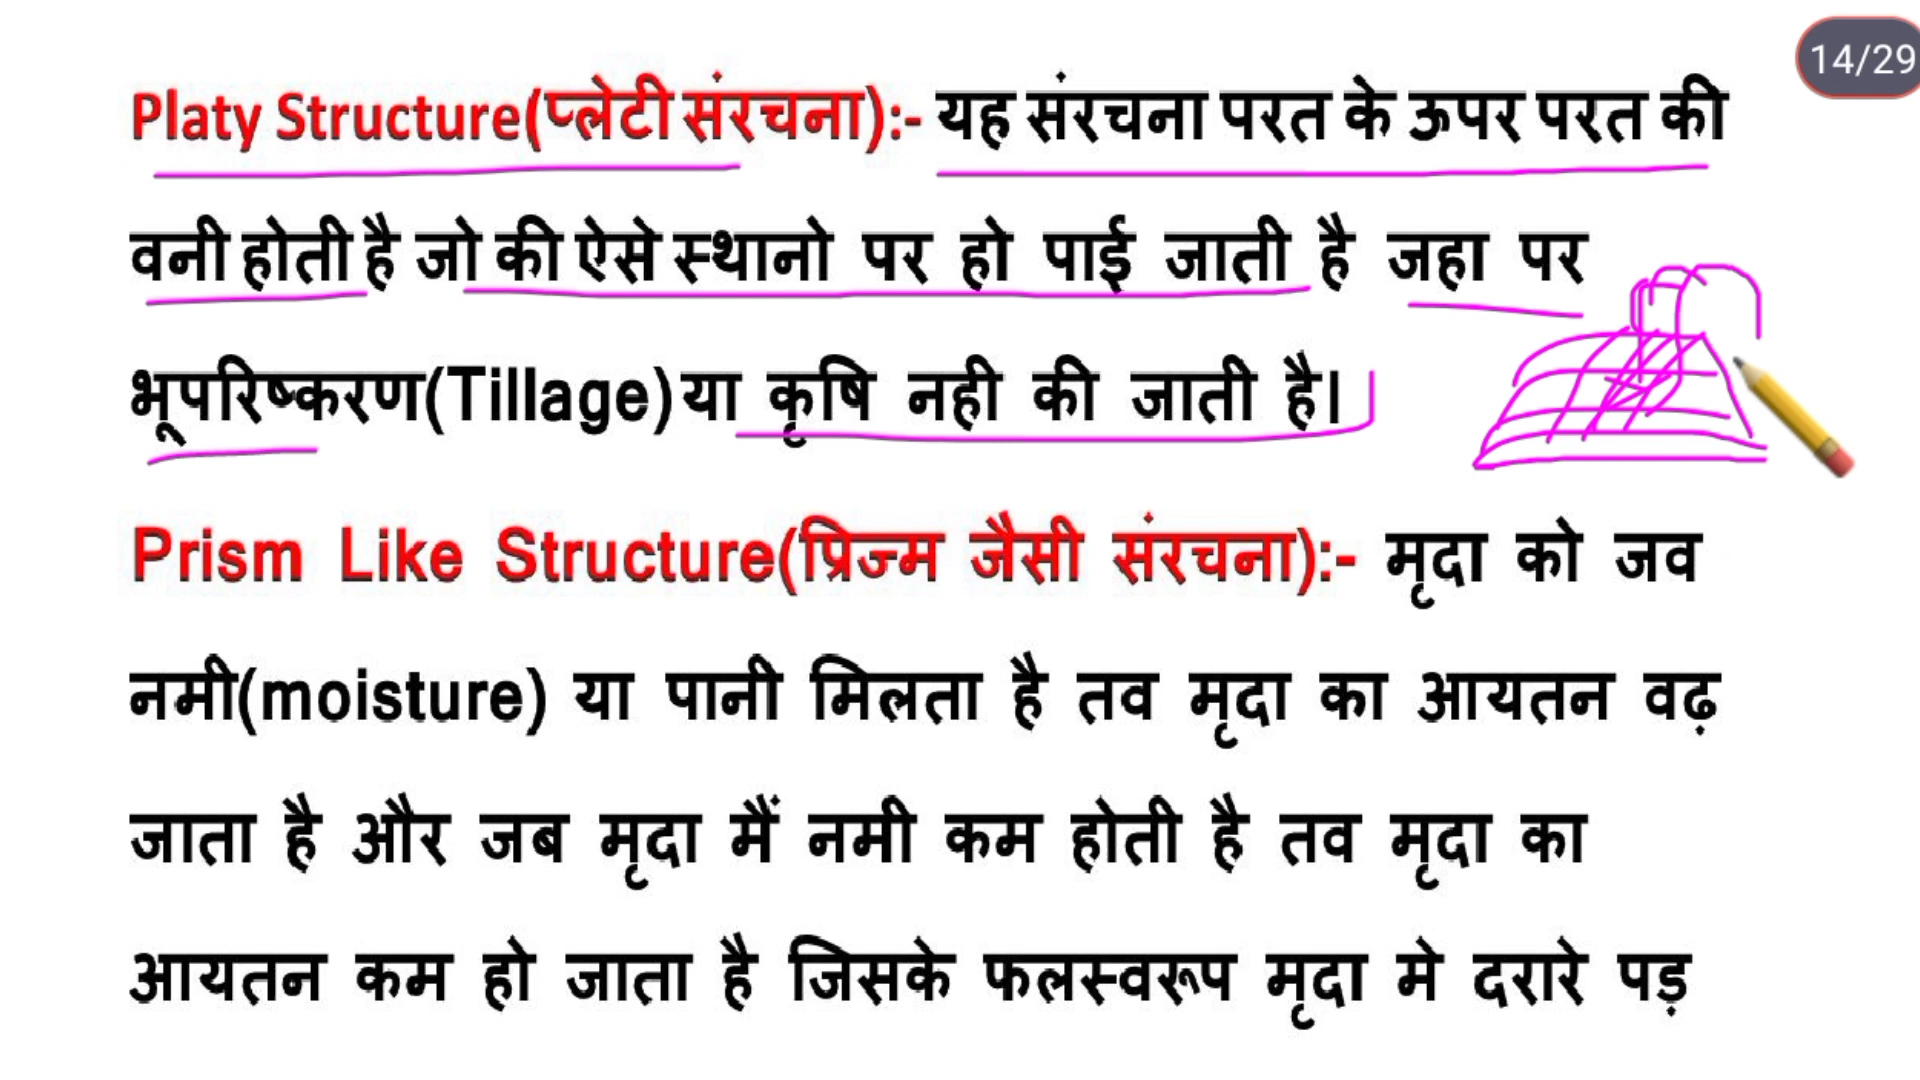 14/29
Platy Structure(प्लेटी संरचना):- यह संरचना परत के ऊपर परत की
वनी होती है जो की ऐसे स्थानो पर हो पाई जाती है जहा पर
भूपरिष्करण(Tillage) या कृषि नही की जाती है।
Prism Like Structure(प्रिज्म जैसी संरचना):- मृदा को जव
नमी(moisture) या पानी मिलता है तव मृदा का आयतन वढ़
जाता है और जब मृदा मैं नमी कम होती है तव मृदा का
आयतन कम हो जाता है जिसके फलस्वरूप मृदा मे दरारे पड़